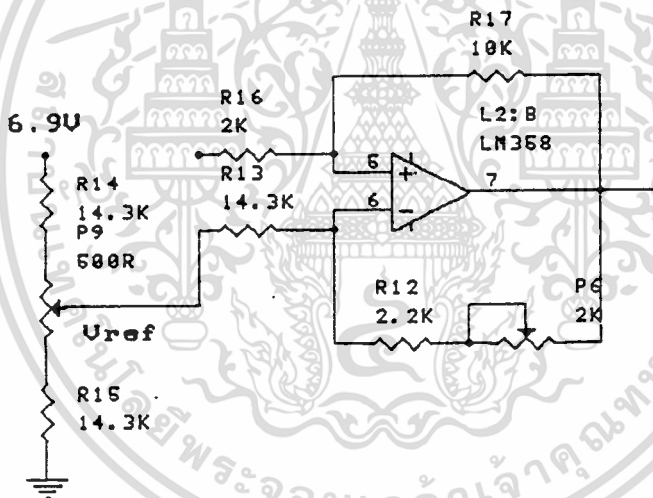 R17
10K
R16
2K
L2:B
LM358
6.9V
R14
14.3K
R13
14.3K
5
+
6
-
7
P9
500R
Vref
R12
2.2K
P6
2K
R15
14.3K